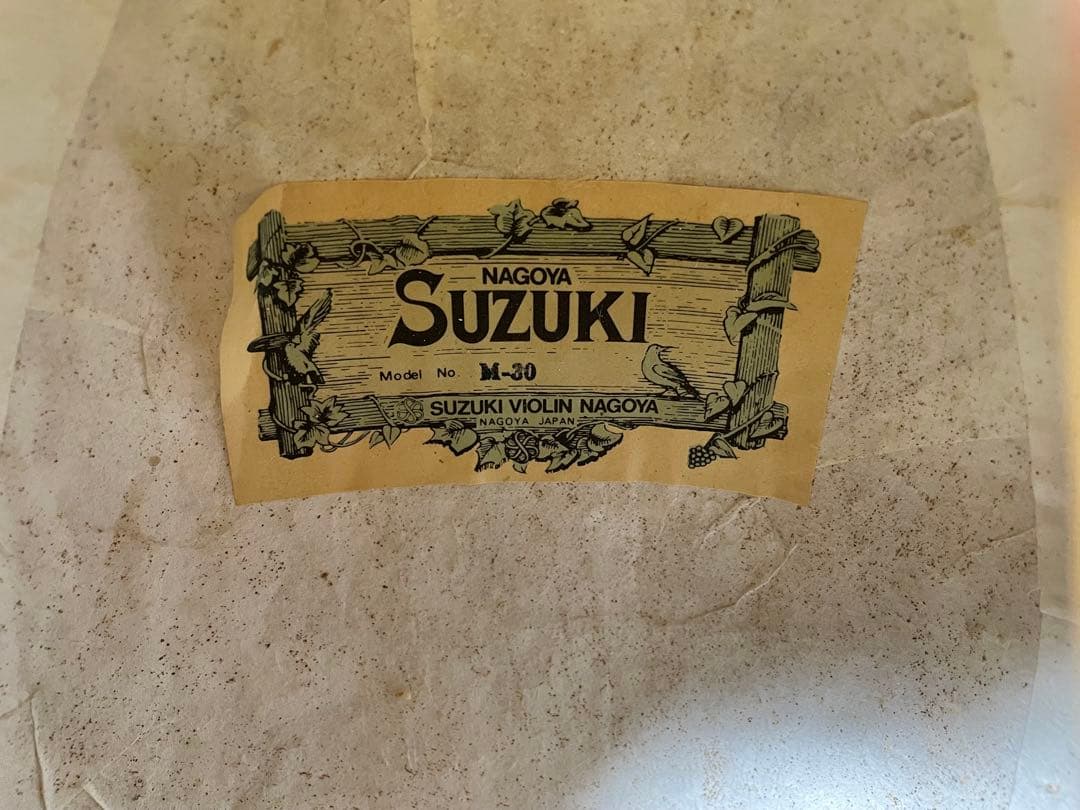 NAGOYA
SUZUKI
Model No. M-30
SUZUKI VIOLIN NAGOYA
NAGOYA JAPAN